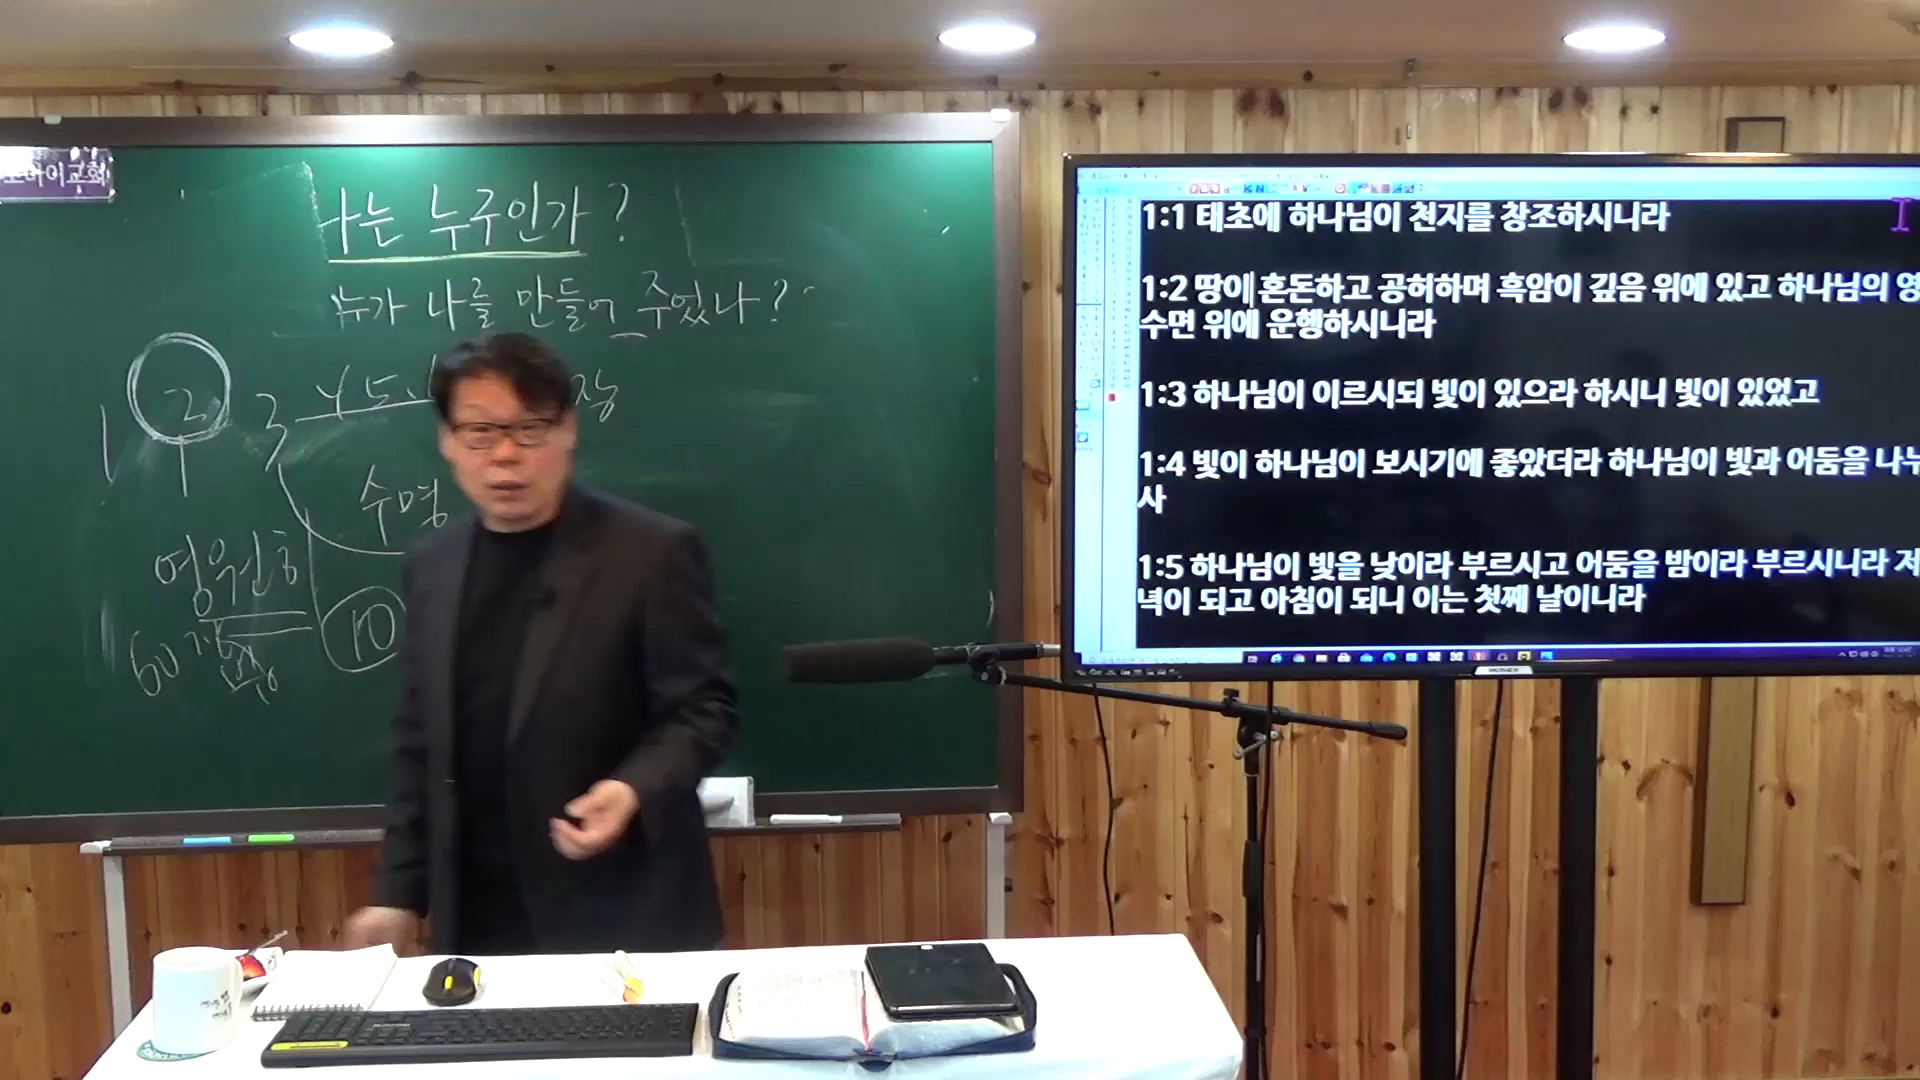 나는 누구인가?
누가 나를 만들어 주었나?
1 2 3
장
수명
영원히
10
60
1:1 태초에 하나님이 천지를 창조하시니라
1:2 땅이 혼돈하고 공허하며 흑암이 깊음 위에 있고 하나님의 영
수면 위에 운행하시니라
1:3 하나님이 이르시되 빛이 있으라 하시니 빛이 있었고
1:4 빛이 하나님이 보시기에 좋았더라 하나님이 빛과 어둠을 나누
사
1:5 하나님이 빛을 낮이라 부르시고 어둠을 밤이라 부르시니라 저
녁이 되고 아침이 되니 이는 첫째 날이니라